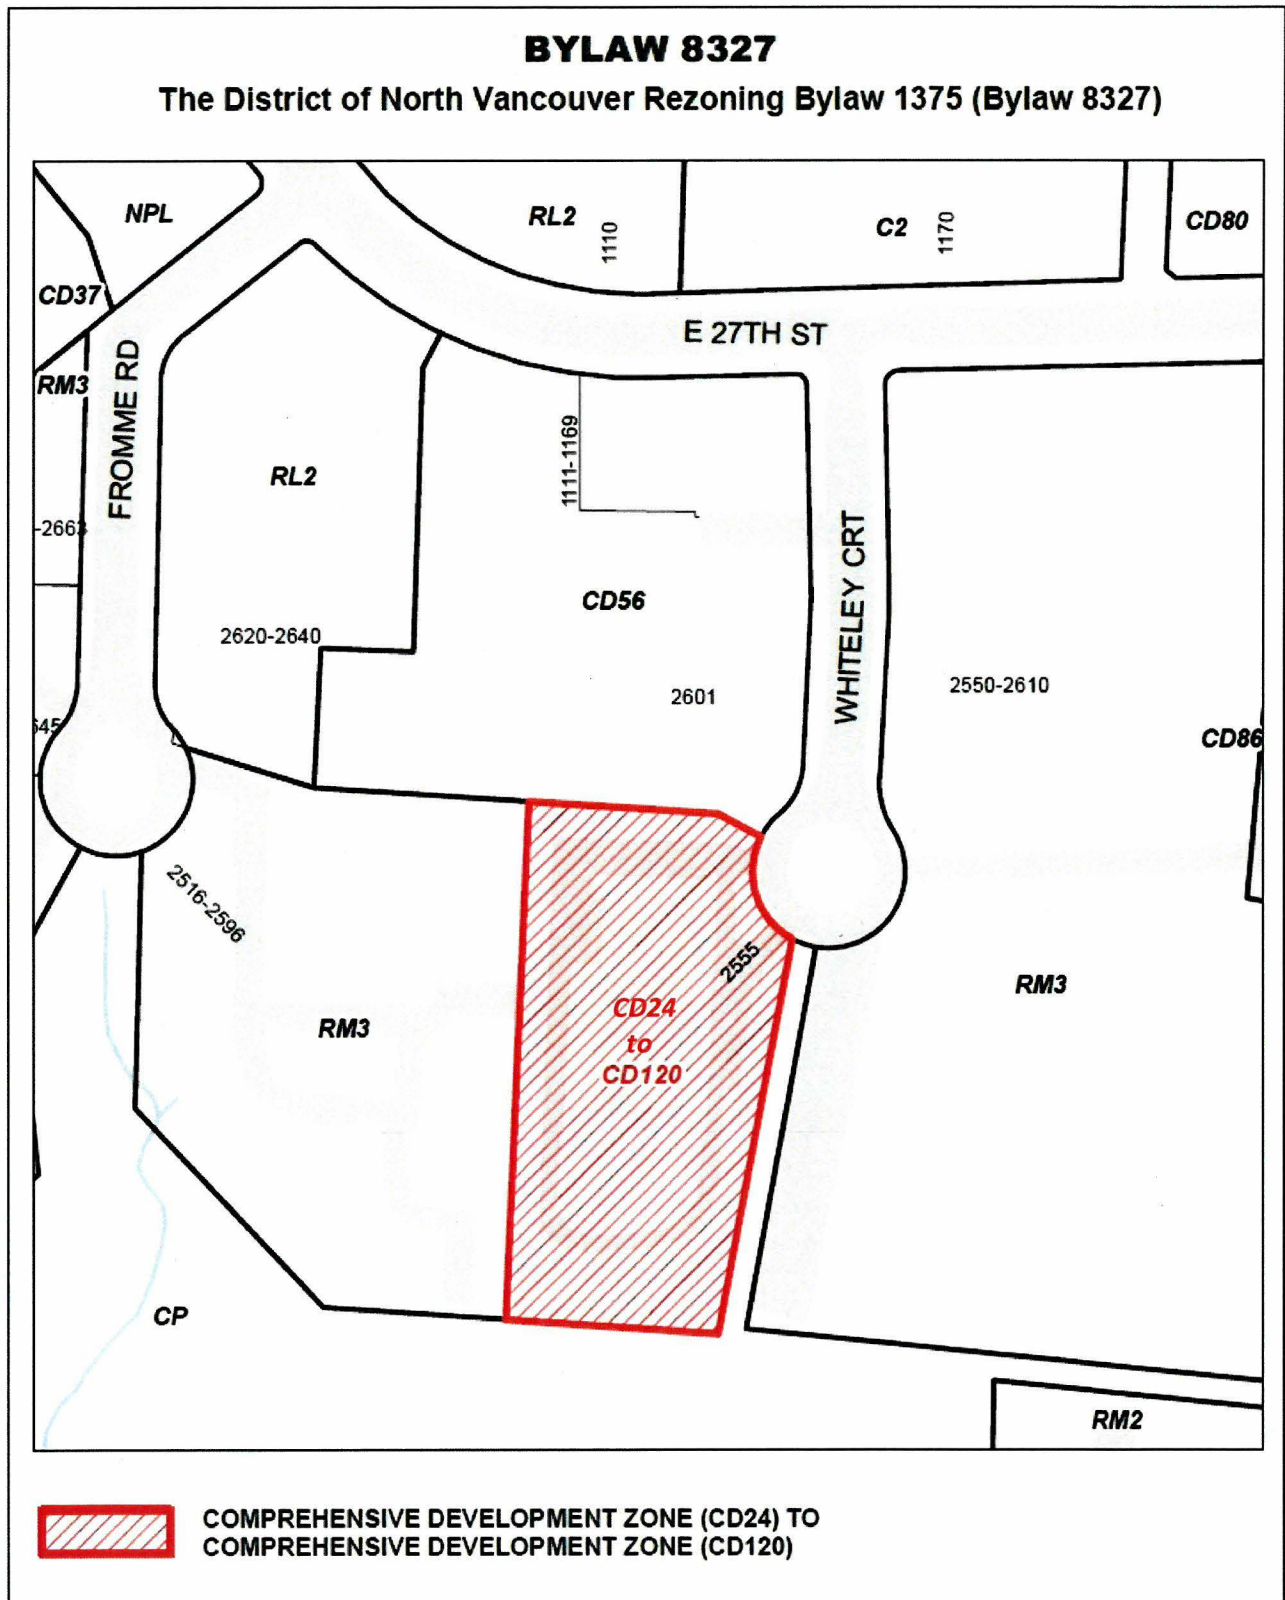 BYLAW 8327
The District of North Vancouver Rezoning Bylaw 1375 (Bylaw 8327)
NPL
RL2
1110
C2
1170
CD80
CD37
E 27TH ST
RM3
FROMME RD
1111-1169
RL2
-2663
WHITELEY CRT
CD56
2620-2640
2601
2550-2610
645
CD86
2516-2596
2555
RM3
CD24
to
CD120
RM3
CP
RM2
COMPREHENSIVE DEVELOPMENT ZONE (CD24) TO
COMPREHENSIVE DEVELOPMENT ZONE (CD120)